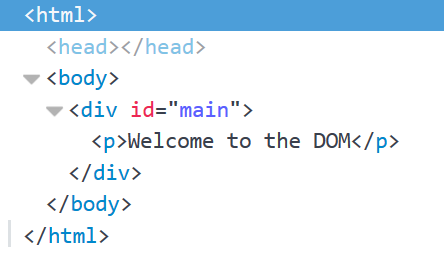 <html>
<head></head>
<body>
<div id="main">
<p>Welcome to the DOM</p>
</div>
</body>
</html>